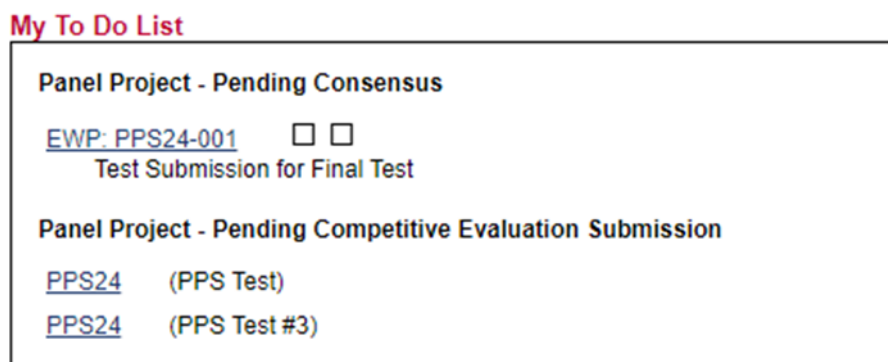 My To Do List
Panel Project - Pending Consensus
EWP: PPS24-001 ☐ ☐
Test Submission for Final Test
Panel Project - Pending Competitive Evaluation Submission
PPS24 (PPS Test)
PPS24 (PPS Test #3)